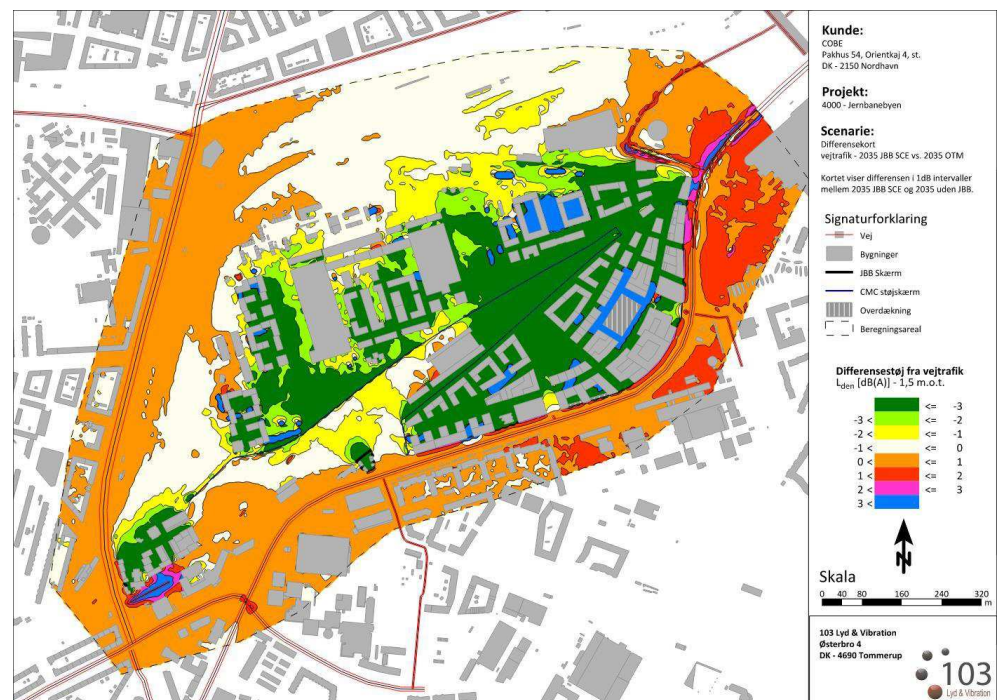 Kunde:
COBE
Pakhus 54, Orientkaj 4, st.
DK - 2150 Nordhavn
Projekt:
4000 - Jernbanebyen
Scenarie:
Differensekort
vejtrafik - 2035 JBB SCE vs. 2035 OTM
Kortet viser differensen i 1dB intervaller
mellem 2035 JBB SCE og 2035 uden JBB.
Signaturforklaring
Vej
Bygninger
JBB Skærm
CMC støjskærm
Overdækning
Beregningsareal
Differensestøj fra vejtrafik
Lden [dB(A)] - 1,5 m.o.t.
<= -3
-3 < <= -2
-2 < <= -1
-1 < <= 0
0 < <= 1
1 < <= 2
2 < <= 3
3 <
N
Skala
0 40 80 160 240 320
m
103 Lyd & Vibration
Østerbro 4
DK - 4690 Tommerup
103
Lyd & Vibration